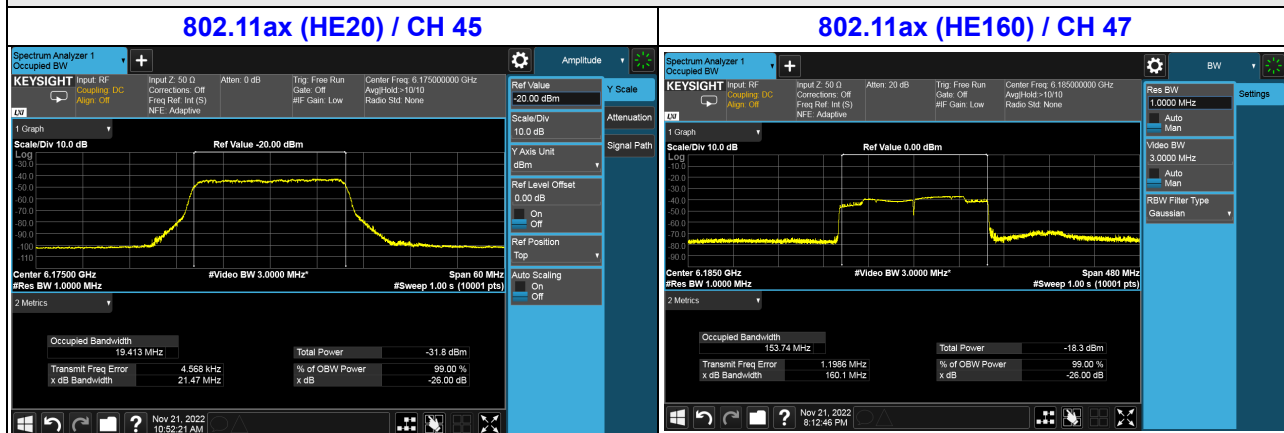 802.11ax (HE20) / CH 45
802.11ax (HE160) / CH 47
Spectrum Analyzer 1
Occupied BW
+
Amplitude
KEYSIGHT
LXI
Input: RF
Coupling: DC
Align: Off
Input Z: 50 Ω
Corrections: Off
Freq Ref: Int (S)
NFE: Adaptive
Atten: 0 dB
Trig: Free Run
Gate: Off
#IF Gain: Low
Center Freq: 6.175000000 GHz
Avg|Hold:>10/10
Radio Std: None
1 Graph
Scale/Div 10.0 dB
Ref Value -20.00 dBm
Log
-30.0
-40.0
-50.0
-60.0
-70.0
-80.0
-90.0
-100
-110
Center 6.17500 GHz
#Video BW 3.0000 MHz*
Span 60 MHz
#Res BW 1.0000 MHz
#Sweep 1.00 s (10001 pts)
2 Metrics
Occupied Bandwidth
19.413 MHz
Total Power -31.8 dBm
Transmit Freq Error 4.568 kHz
% of OBW Power 99.00 %
x dB Bandwidth 21.47 MHz
x dB -26.00 dB
Nov 21, 2022
10:52:21 AM
?
Ref Value
-20.00 dBm
Scale/Div
10.0 dB
Y Axis Unit
dBm
Ref Level Offset
0.00 dB
On
Off
Ref Position
Top
Auto Scaling
On
Off
Y Scale
Attenuation
Signal Path
Spectrum Analyzer 1
Occupied BW
+
BW
KEYSIGHT
LXI
Input: RF
Coupling: DC
Align: Off
Input Z: 50 Ω
Corrections: Off
Freq Ref: Int (S)
NFE: Adaptive
Atten: 20 dB
Trig: Free Run
Gate: Off
#IF Gain: Low
Center Freq: 6.185000000 GHz
Avg|Hold:>10/10
Radio Std: None
1 Graph
Scale/Div 10.0 dB
Ref Value 0.00 dBm
Log
-10.0
-20.0
-30.0
-40.0
-50.0
-60.0
-70.0
-80.0
-90.0
Center 6.1850 GHz
#Video BW 3.0000 MHz*
Span 480 MHz
#Res BW 1.0000 MHz
#Sweep 1.00 s (10001 pts)
2 Metrics
Occupied Bandwidth
153.74 MHz
Total Power -18.3 dBm
Transmit Freq Error 1.1986 MHz
% of OBW Power 99.00 %
x dB Bandwidth 160.1 MHz
x dB -26.00 dB
Nov 21, 2022
8:12:46 PM
?
Res BW
1.0000 MHz
Auto
Man
Video BW
3.0000 MHz
Auto
Man
RBW Filter Type
Gaussian
Settings